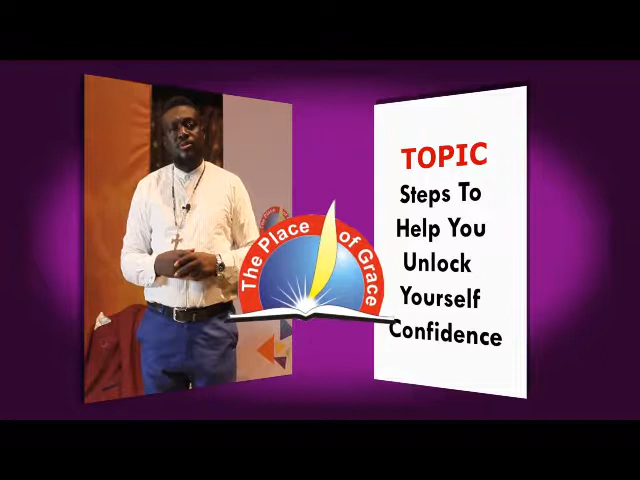 The Place of Grace
TOPIC
Steps To
Help You
Unlock
Yourself
Confidence